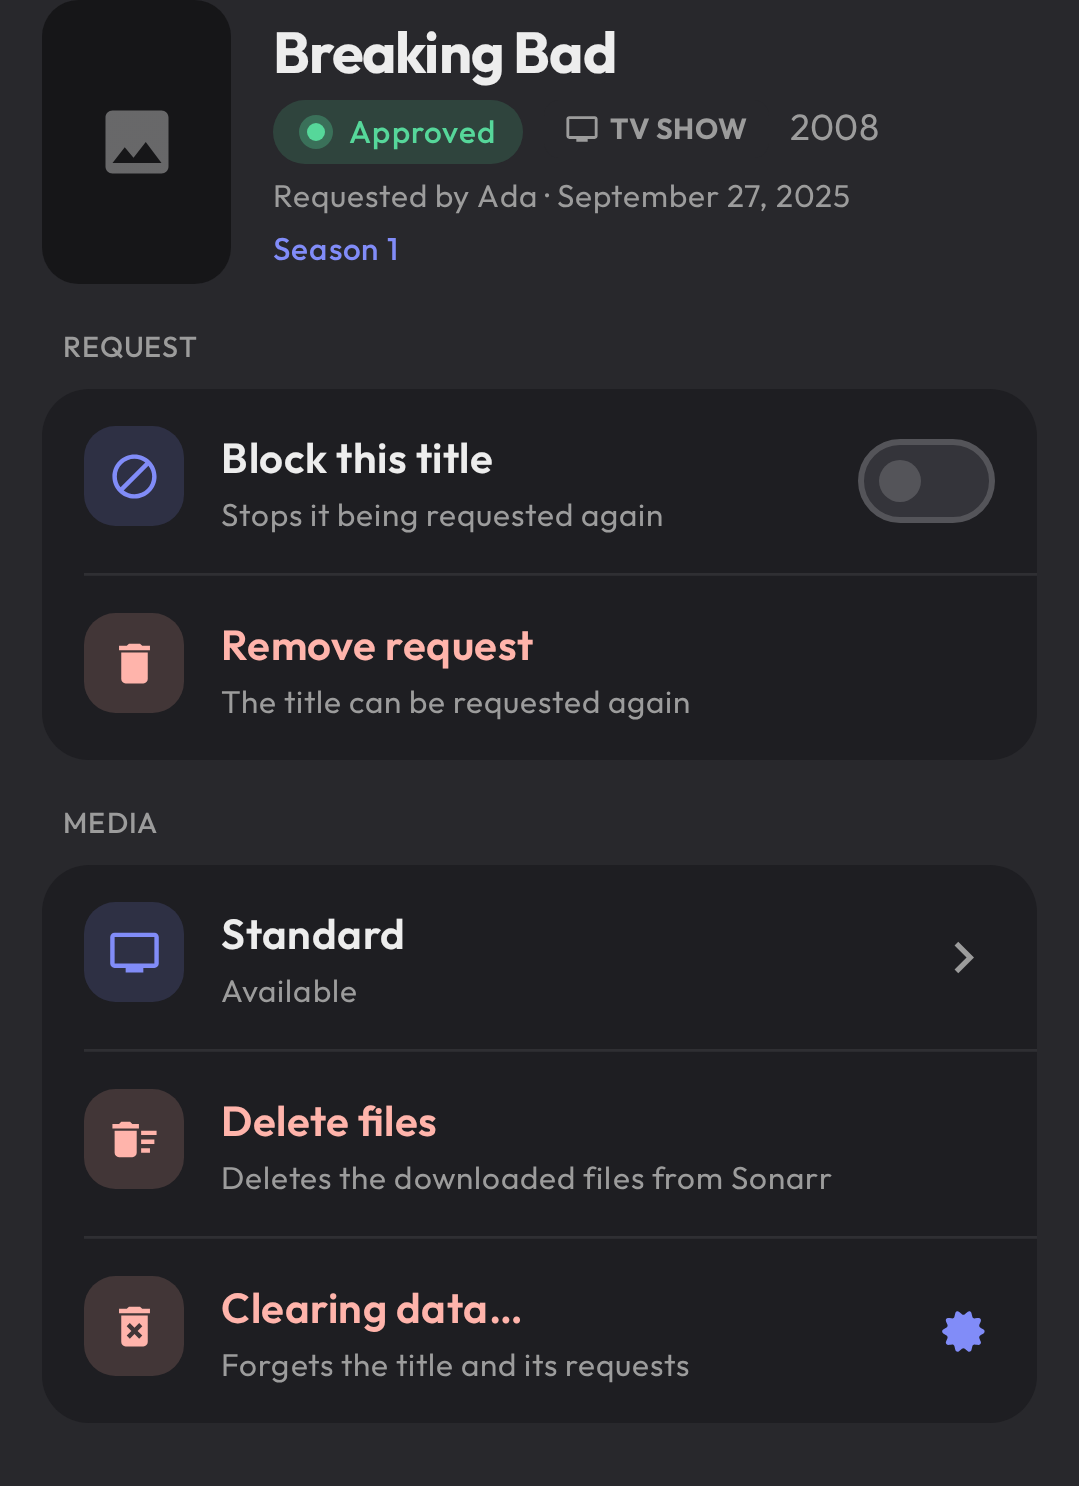 Breaking Bad
Approved TV SHOW 2008
Requested by Ada · September 27, 2025
Season 1
REQUEST
Block this title
Stops it being requested again
Remove request
The title can be requested again
MEDIA
Standard
Available
Delete files
Deletes the downloaded files from Sonarr
Clearing data...
Forgets the title and its requests